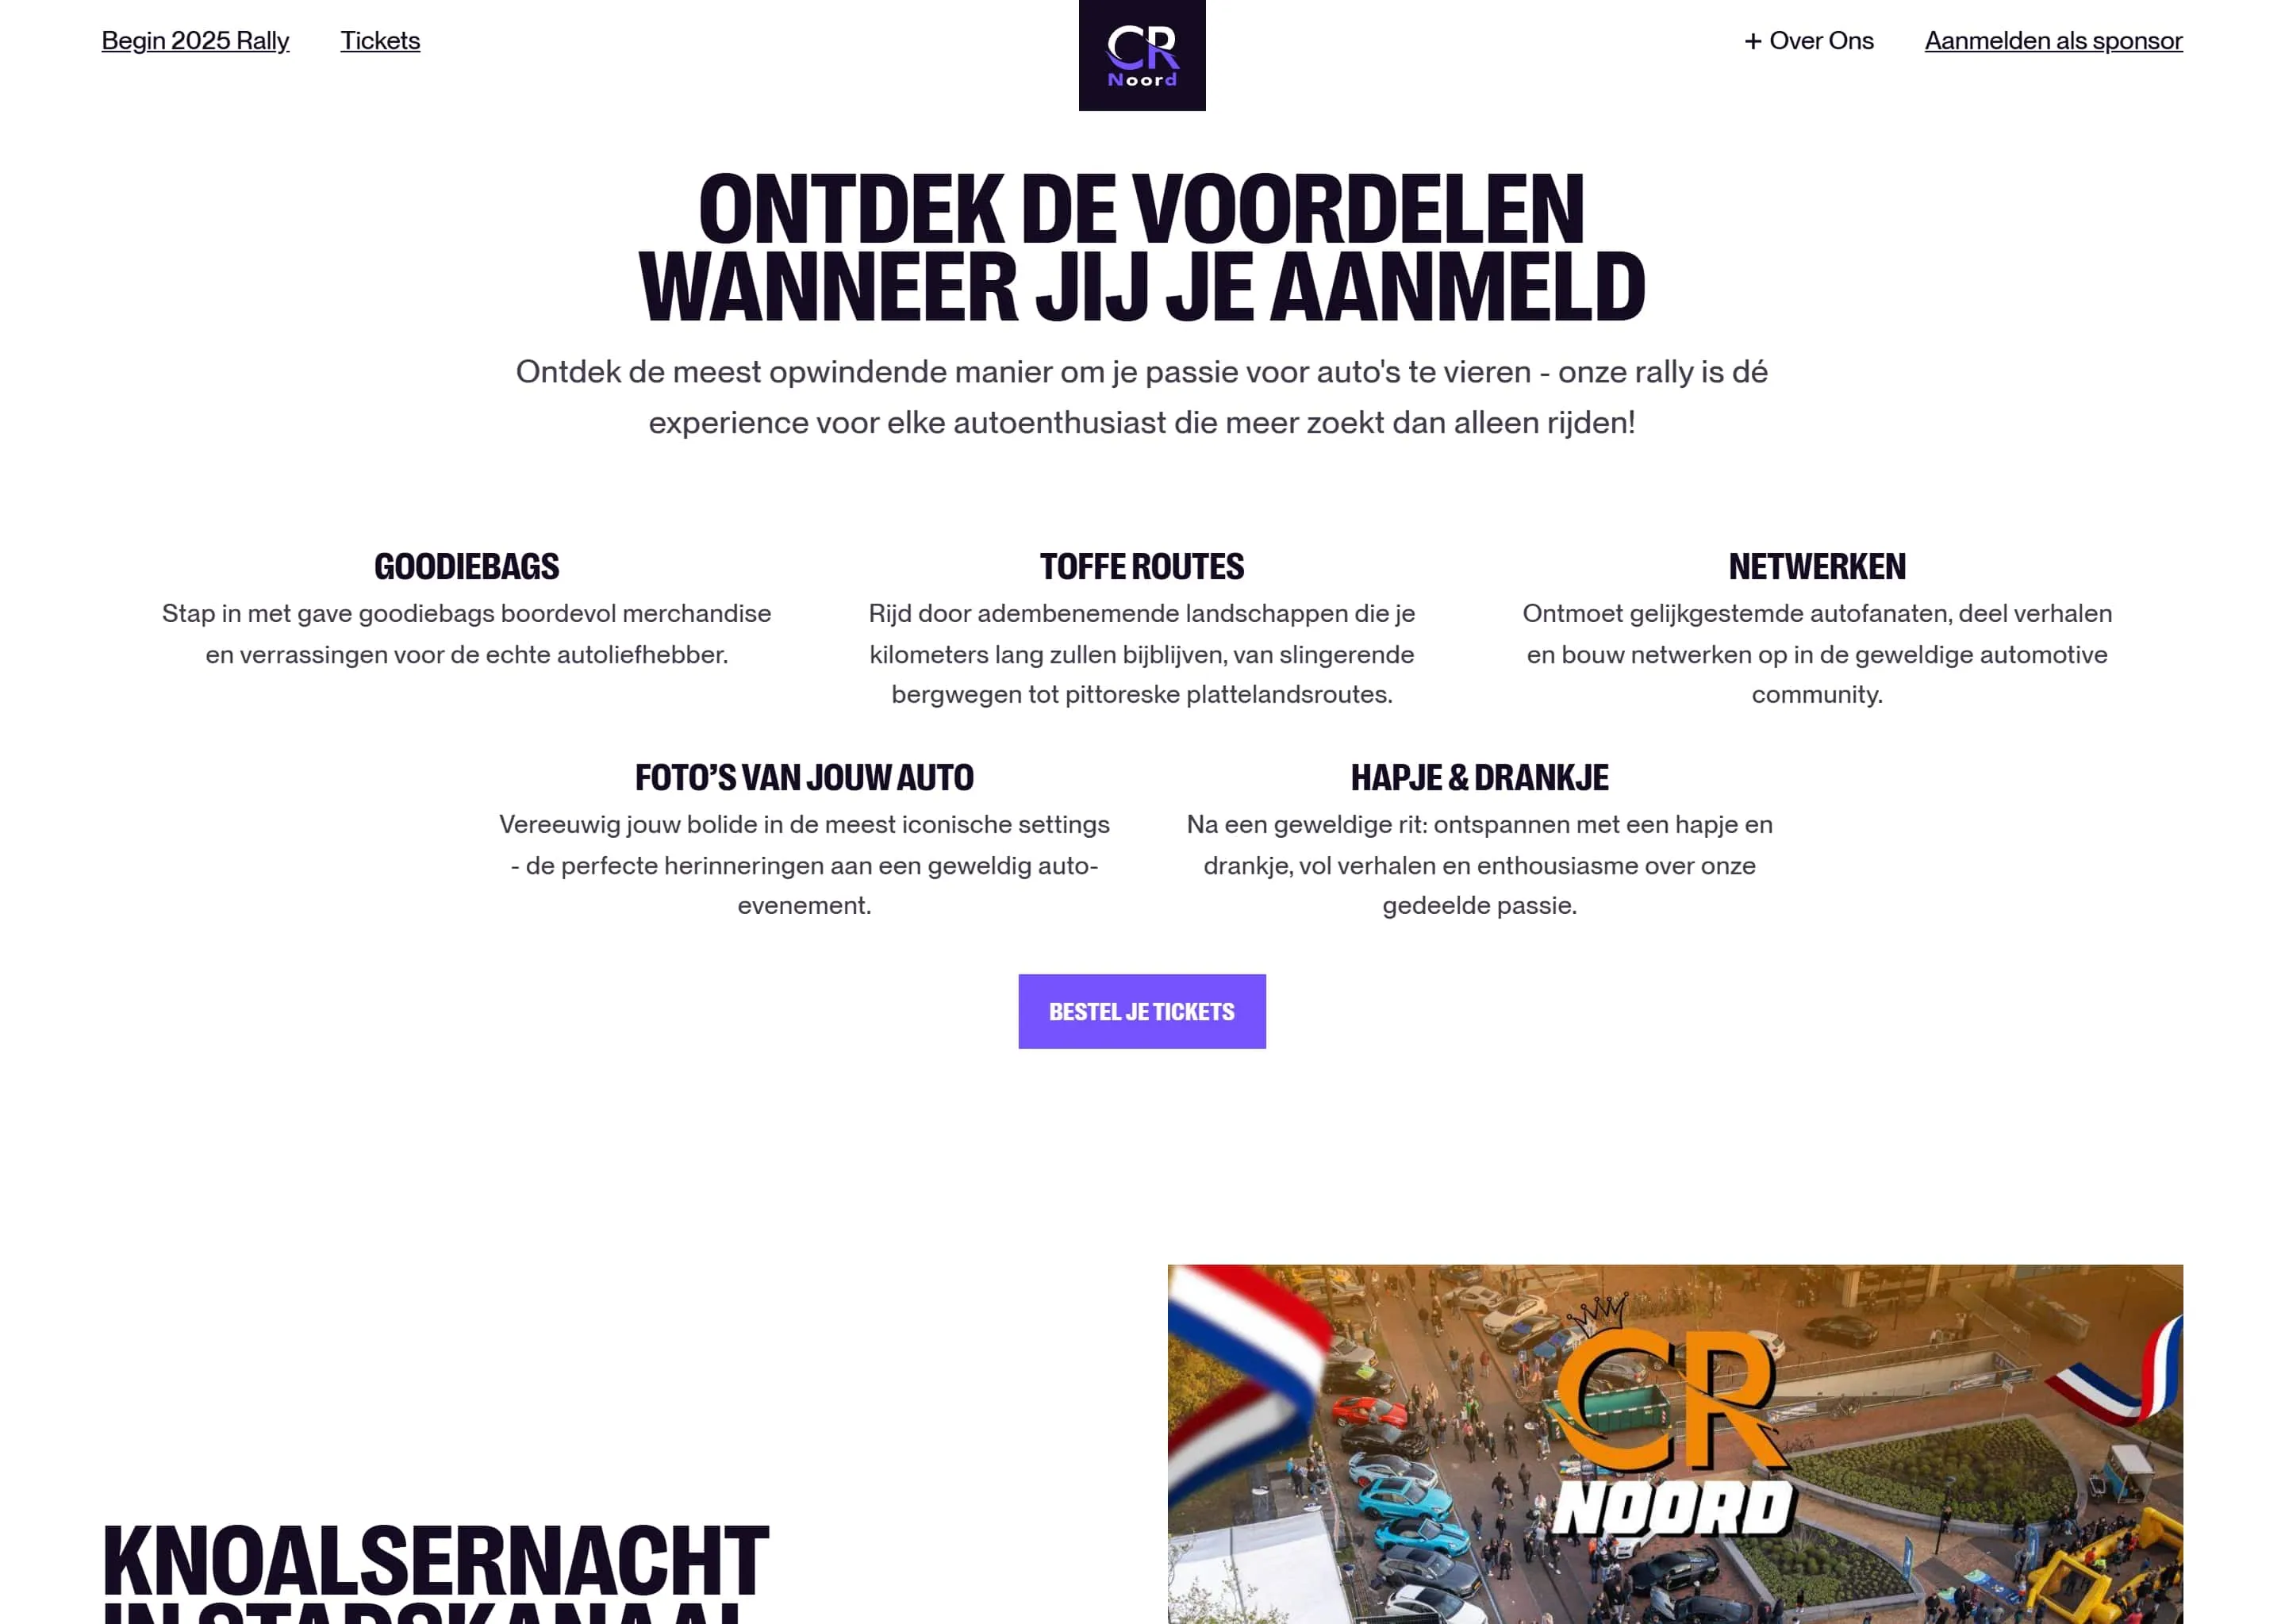 Begin 2025 Rally
Tickets
CR
Noord
+ Over Ons
Aanmelden als sponsor
ONTDEK DE VOORDELEN
WANNEER JIJ JE AANMELD
Ontdek de meest opwindende manier om je passie voor auto's te vieren - onze rally is dé
experience voor elke autoenthusiast die meer zoekt dan alleen rijden!
GOODIEBAGS
Stap in met gave goodiebags boordevol merchandise
en verrassingen voor de echte autoliefhebber.
TOFFE ROUTES
Rijd door adembenemende landschappen die je
kilometers lang zullen bijblijven, van slingerende
bergwegen tot pittoreske plattelandsroutes.
NETWERKEN
Ontmoet gelijkgestemde autofanaten, deel verhalen
en bouw netwerken op in de geweldige automotive
community.
FOTO’S VAN JOUW AUTO
Vereeuwig jouw bolide in de meest iconische settings
- de perfecte herinneringen aan een geweldig auto-
evenement.
HAPJE & DRANKJE
Na een geweldige rit: ontspannen met een hapje en
drankje, vol verhalen en enthousiasme over onze
gedeelde passie.
BESTEL JE TICKETS
CR
NOORD
KNOALSERNACHT
IN STADSKANAAL